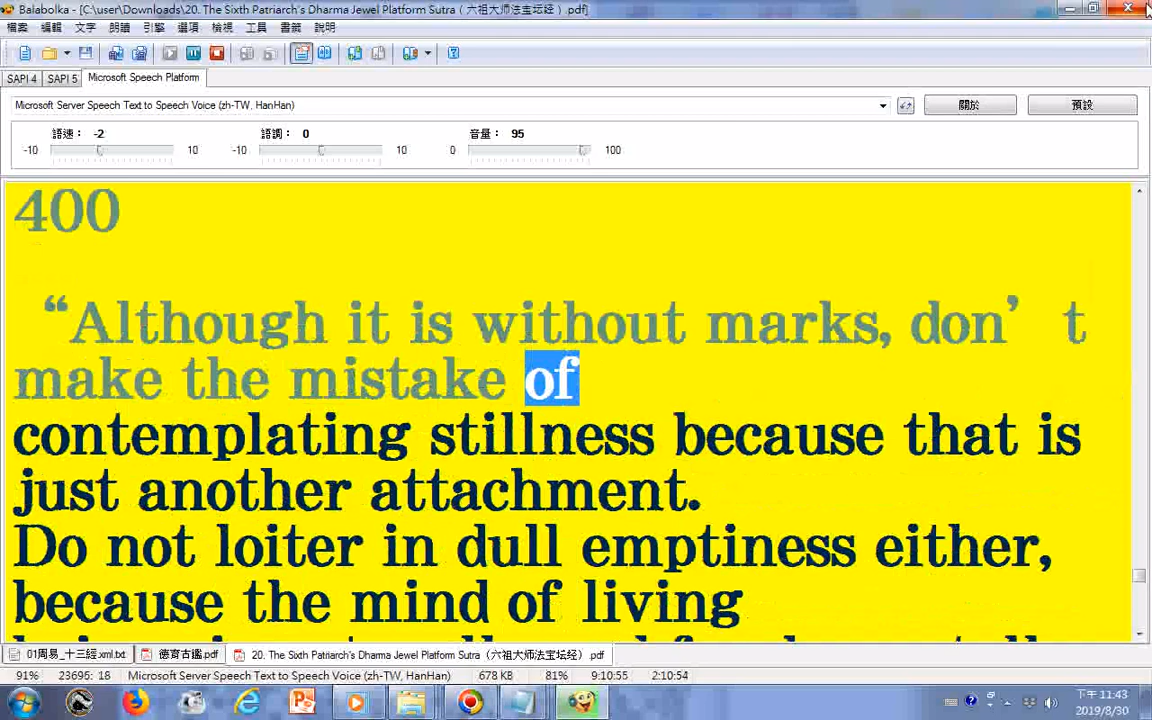 Balabolka - [C:\user\Downloads\20. The Sixth Patriarch's Dharma Jewel Platform Sutra（六祖大师法宝坛经）.pdf]
檔案 編輯 文字 朗讀 引擎 選項 檢視 工具 書籤 說明
SAPI 4 SAPI 5 Microsoft Speech Platform
Microsoft Server Speech Text to Speech Voice (zh-TW, HanHan) 關於 預設
語速： -2 語調： 0 音量： 95
-10 10 -10 10 0 100
400
“Although it is without marks, don’t
make the mistake of
contemplating stillness because that is
just another attachment.
Do not loiter in dull emptiness either,
because the mind of living
01周易_十三經.xml.txt 德育古鑑.pdf 20. The Sixth Patriarch's Dharma Jewel Platform Sutra（六祖大师法宝坛经）.pdf
91% 23695: 18 Microsoft Server Speech Text to Speech Voice (zh-TW, HanHan) 678 KB 81% 9:10:55 2:10:54
下午 11:43
2019/8/30